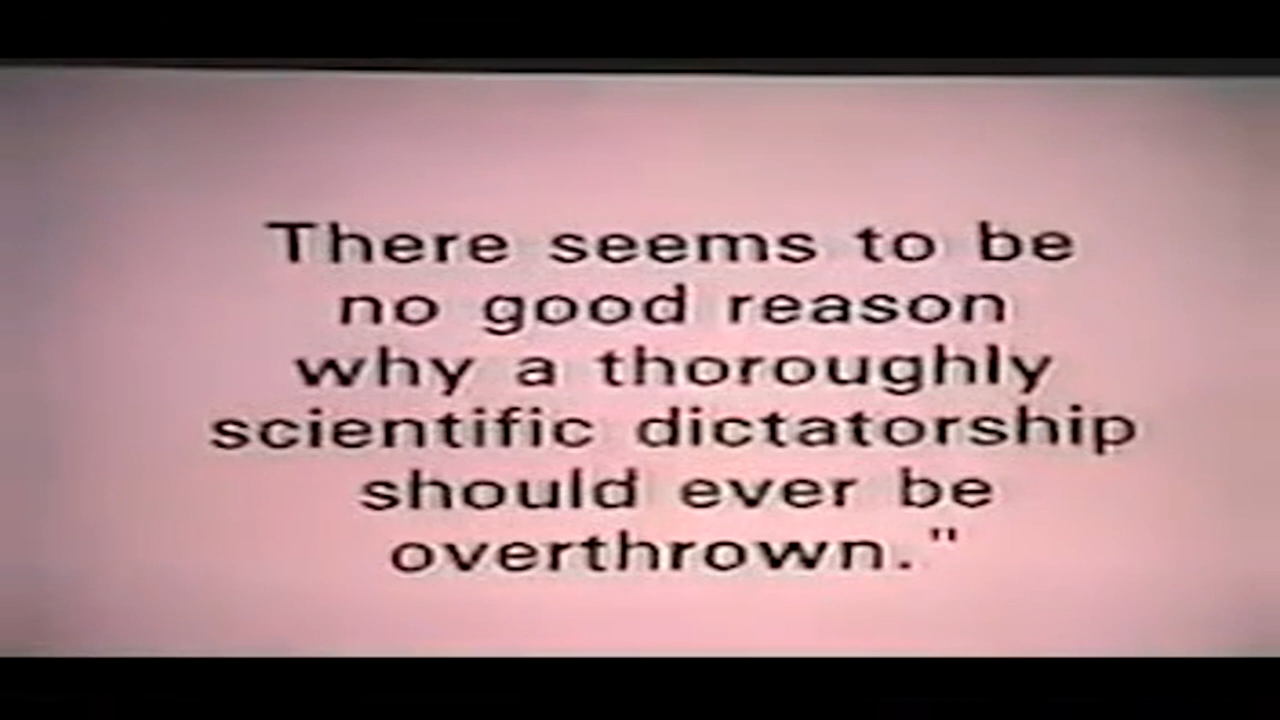 There seems to be
no good reason
why a thoroughly
scientific dictatorship
should ever be
overthrown."